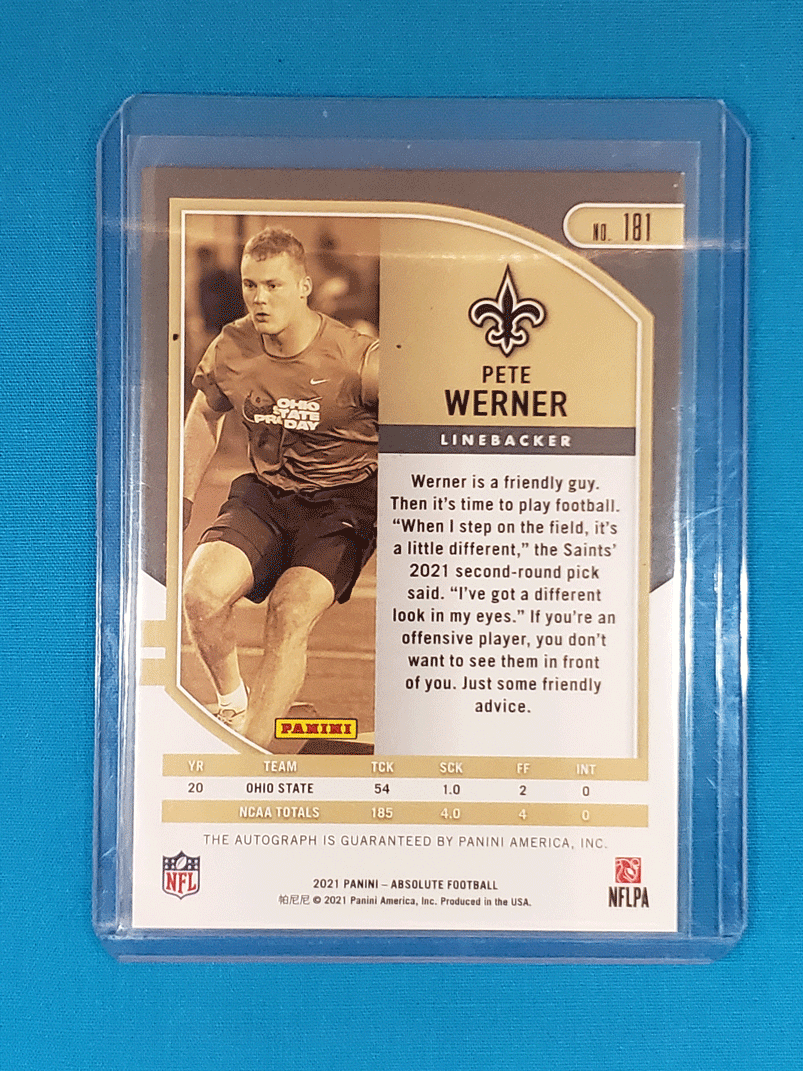 NO. 181
PETE
WERNER
LINEBACKER
OHIO
STATE
PRO DAY
Werner is a friendly guy.
Then it's time to play football.
“When I step on the field, it's
a little different,” the Saints'
2021 second-round pick
said. “I've got a different
look in my eyes.” If you're an
offensive player, you don't
want to see them in front
of you. Just some friendly
advice.
PANINI
YR TEAM TCK SCK FF INT
20 OHIO STATE 54 1.0 2 0
NCAA TOTALS 185 4.0 4 0
THE AUTOGRAPH IS GUARANTEED BY PANINI AMERICA, INC.
NFL
2021 PANINI – ABSOLUTE FOOTBALL
帕尼尼 © 2021 Panini America, Inc. Produced in the USA.
NFLPA